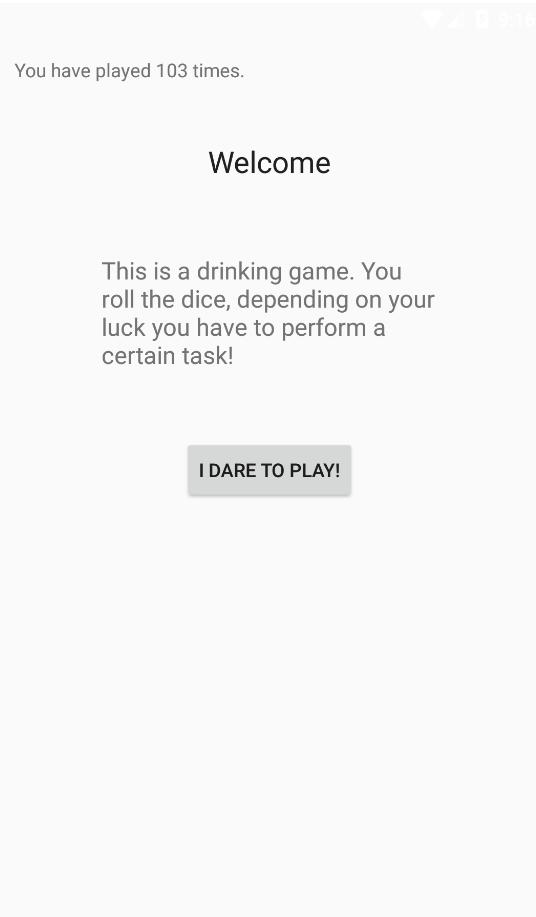 9:16
You have played 103 times.
Welcome
This is a drinking game. You
roll the dice, depending on your
luck you have to perform a
certain task!
I DARE TO PLAY!